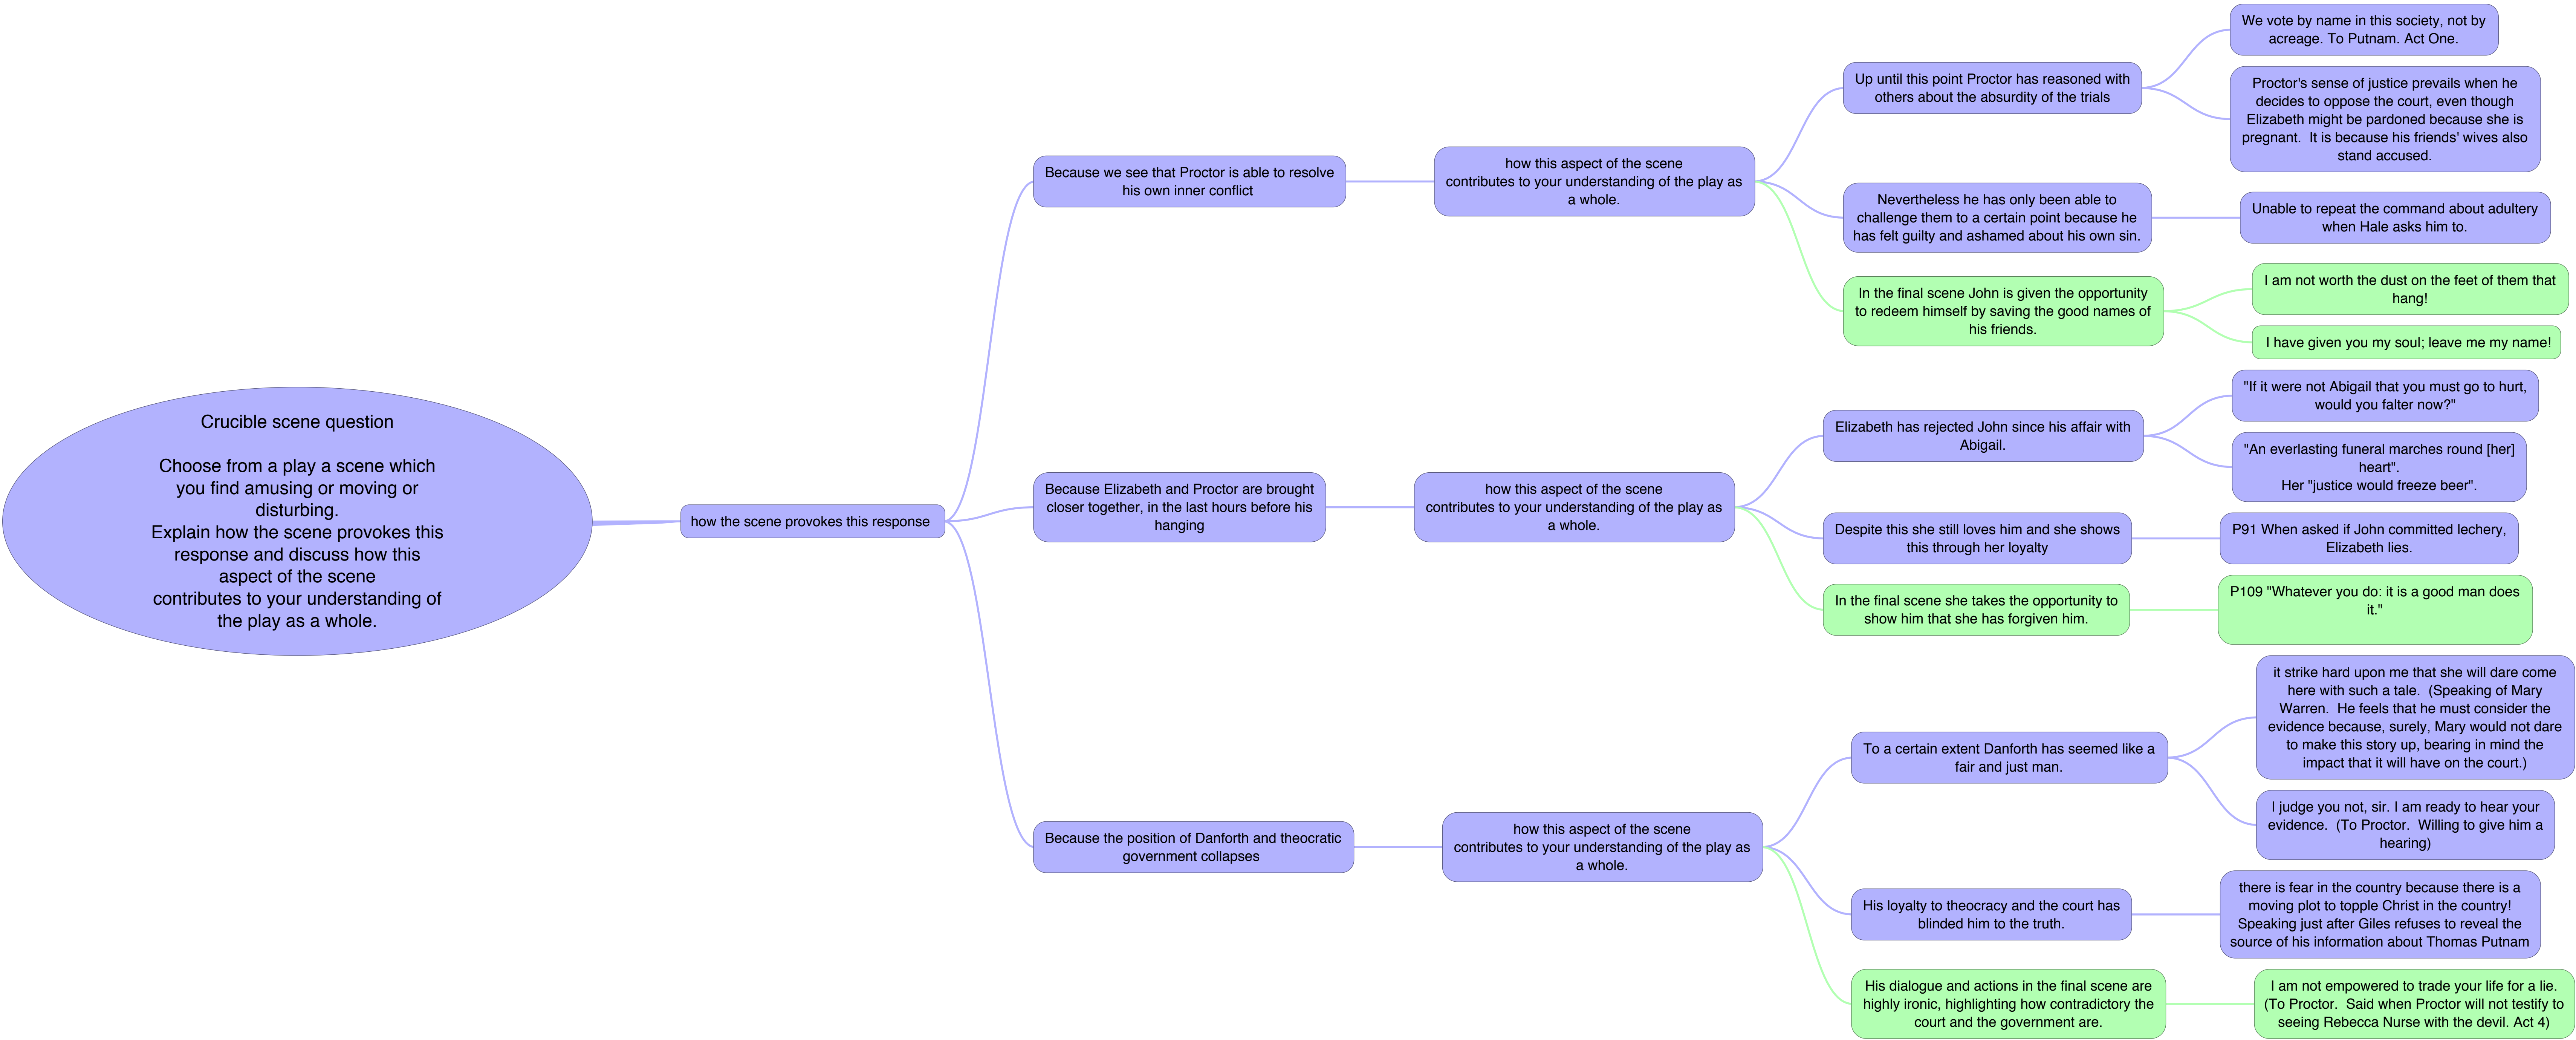 Crucible scene question
Choose from a play a scene which
you find amusing or moving or
disturbing.
Explain how the scene provokes this
response and discuss how this
aspect of the scene
contributes to your understanding of
the play as a whole.
how the scene provokes this response
Because we see that Proctor is able to resolve
his own inner conflict
how this aspect of the scene
contributes to your understanding of the play as
a whole.
Up until this point Proctor has reasoned with
others about the absurdity of the trials
We vote by name in this society, not by
acreage. To Putnam. Act One.
Proctor's sense of justice prevails when he
decides to oppose the court, even though
Elizabeth might be pardoned because she is
pregnant.  It is because his friends' wives also
stand accused.
Nevertheless he has only been able to
challenge them to a certain point because he
has felt guilty and ashamed about his own sin.
Unable to repeat the command about adultery
when Hale asks him to.
In the final scene John is given the opportunity
to redeem himself by saving the good names of
his friends.
I am not worth the dust on the feet of them that
hang!
I have given you my soul; leave me my name!
Because Elizabeth and Proctor are brought
closer together, in the last hours before his
hanging
how this aspect of the scene
contributes to your understanding of the play as
a whole.
Elizabeth has rejected John since his affair with
Abigail.
"If it were not Abigail that you must go to hurt,
would you falter now?"
"An everlasting funeral marches round [her]
heart".
Her "justice would freeze beer".
Despite this she still loves him and she shows
this through her loyalty
P91 When asked if John committed lechery,
Elizabeth lies.
In the final scene she takes the opportunity to
show him that she has forgiven him.
P109 "Whatever you do: it is a good man does
it."
Because the position of Danforth and theocratic
government collapses
how this aspect of the scene
contributes to your understanding of the play as
a whole.
To a certain extent Danforth has seemed like a
fair and just man.
it strike hard upon me that she will dare come
here with such a tale.  (Speaking of Mary
Warren.  He feels that he must consider the
evidence because, surely, Mary would not dare
to make this story up, bearing in mind the
impact that it will have on the court.)
I judge you not, sir. I am ready to hear your
evidence.  (To Proctor.  Willing to give him a
hearing)
His loyalty to theocracy and the court has
blinded him to the truth.
there is fear in the country because there is a
moving plot to topple Christ in the country!
Speaking just after Giles refuses to reveal the
source of his information about Thomas Putnam
His dialogue and actions in the final scene are
highly ironic, highlighting how contradictory the
court and the government are.
I am not empowered to trade your life for a lie.
(To Proctor.  Said when Proctor will not testify to
seeing Rebecca Nurse with the devil. Act 4)